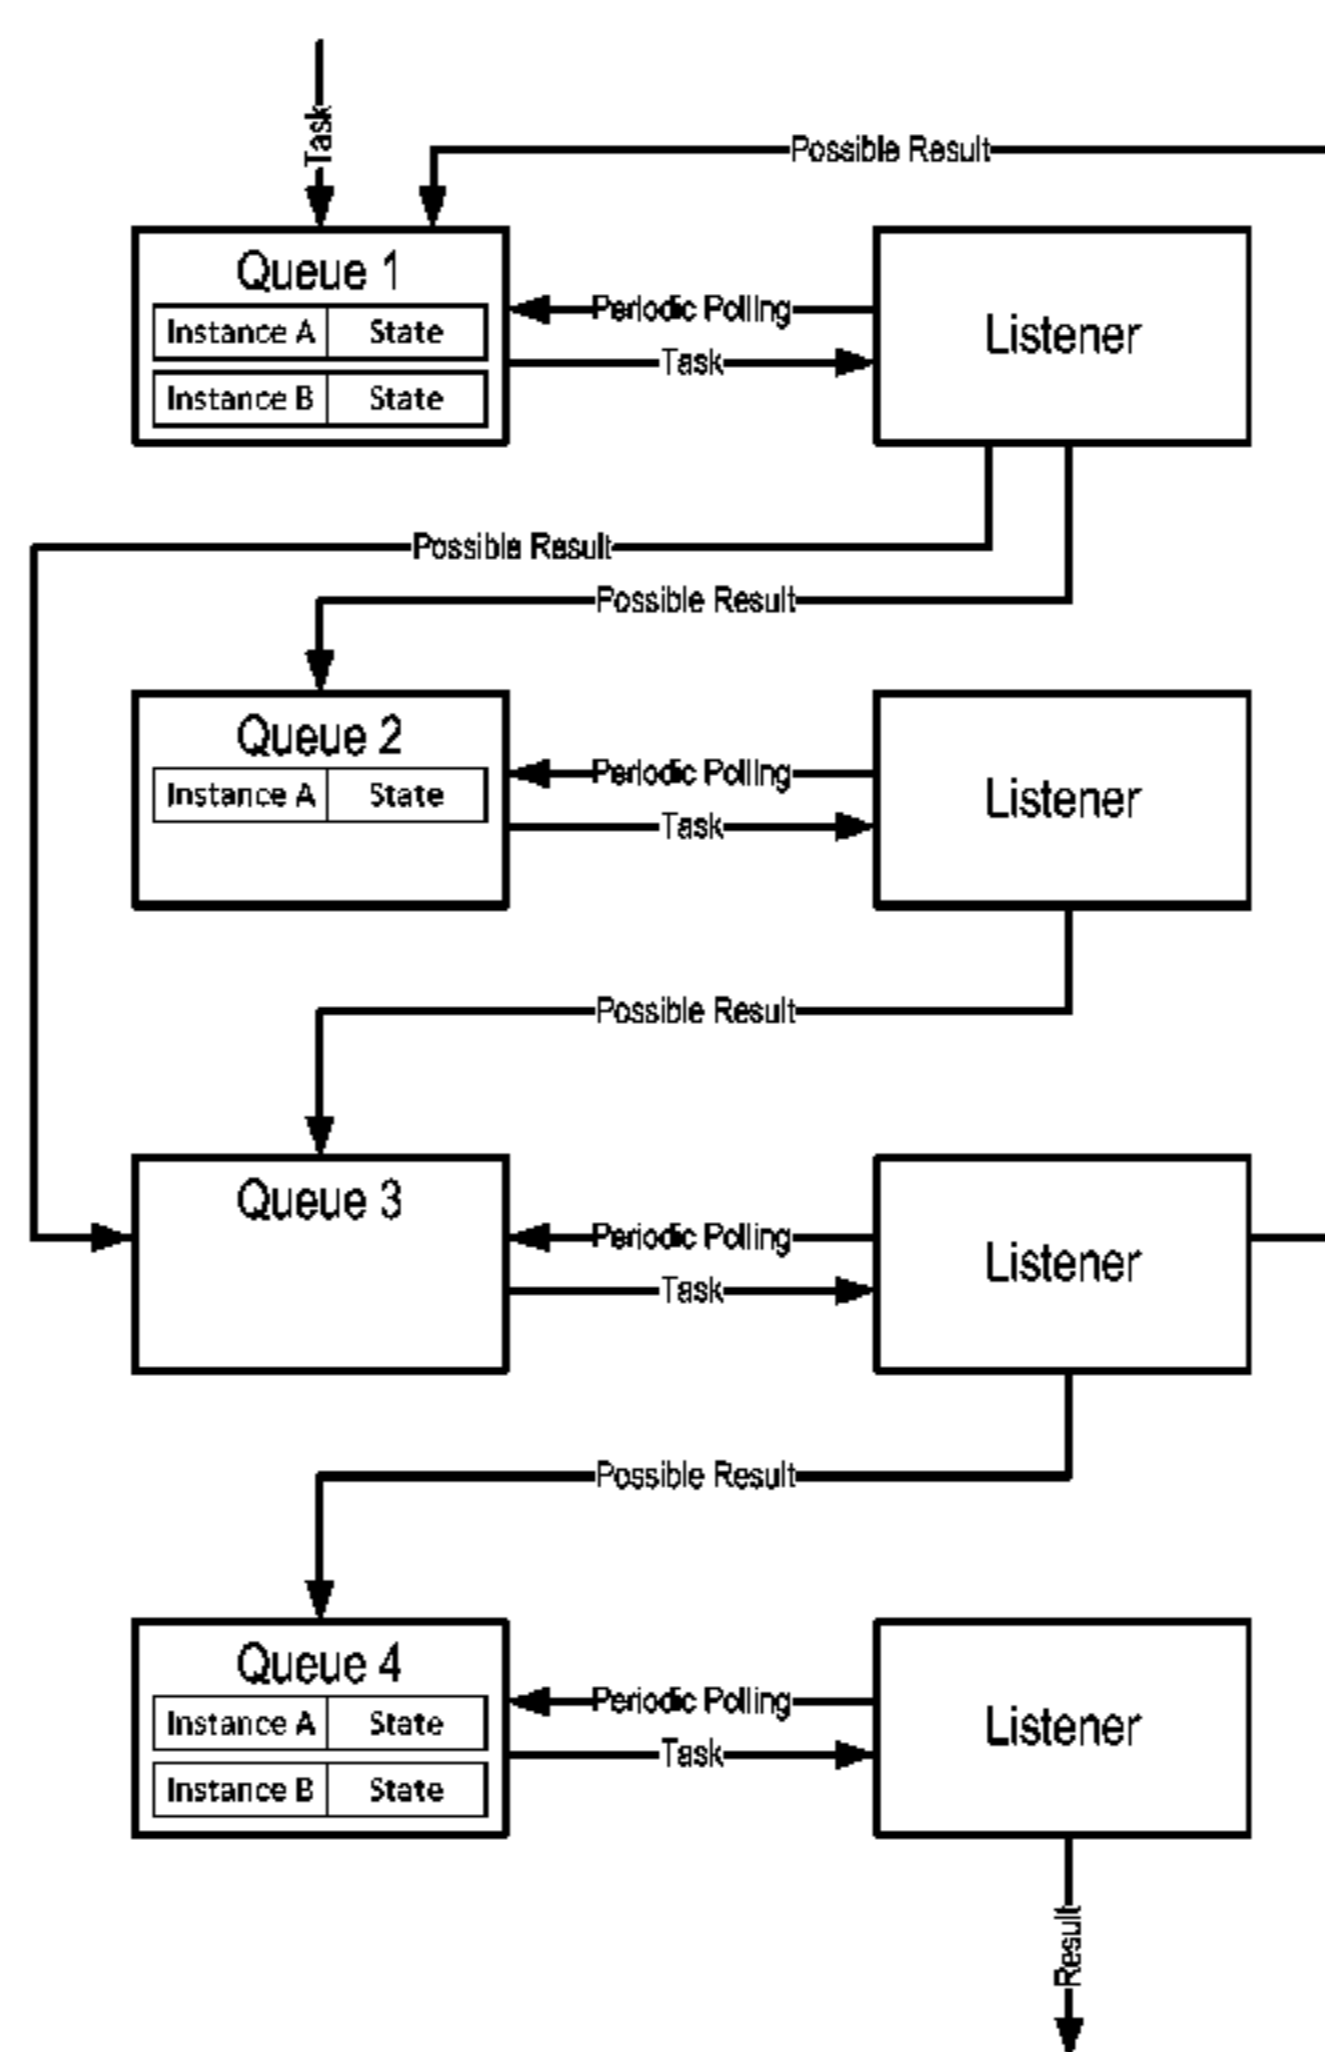 Task
Possible Result
Queue 1
Instance A State
Instance B State
Periodic Polling
Task
Listener
Possible Result
Possible Result
Queue 2
Instance A State
Periodic Polling
Task
Listener
Possible Result
Queue 3
Periodic Polling
Task
Listener
Possible Result
Queue 4
Instance A State
Instance B State
Periodic Polling
Task
Listener
Result